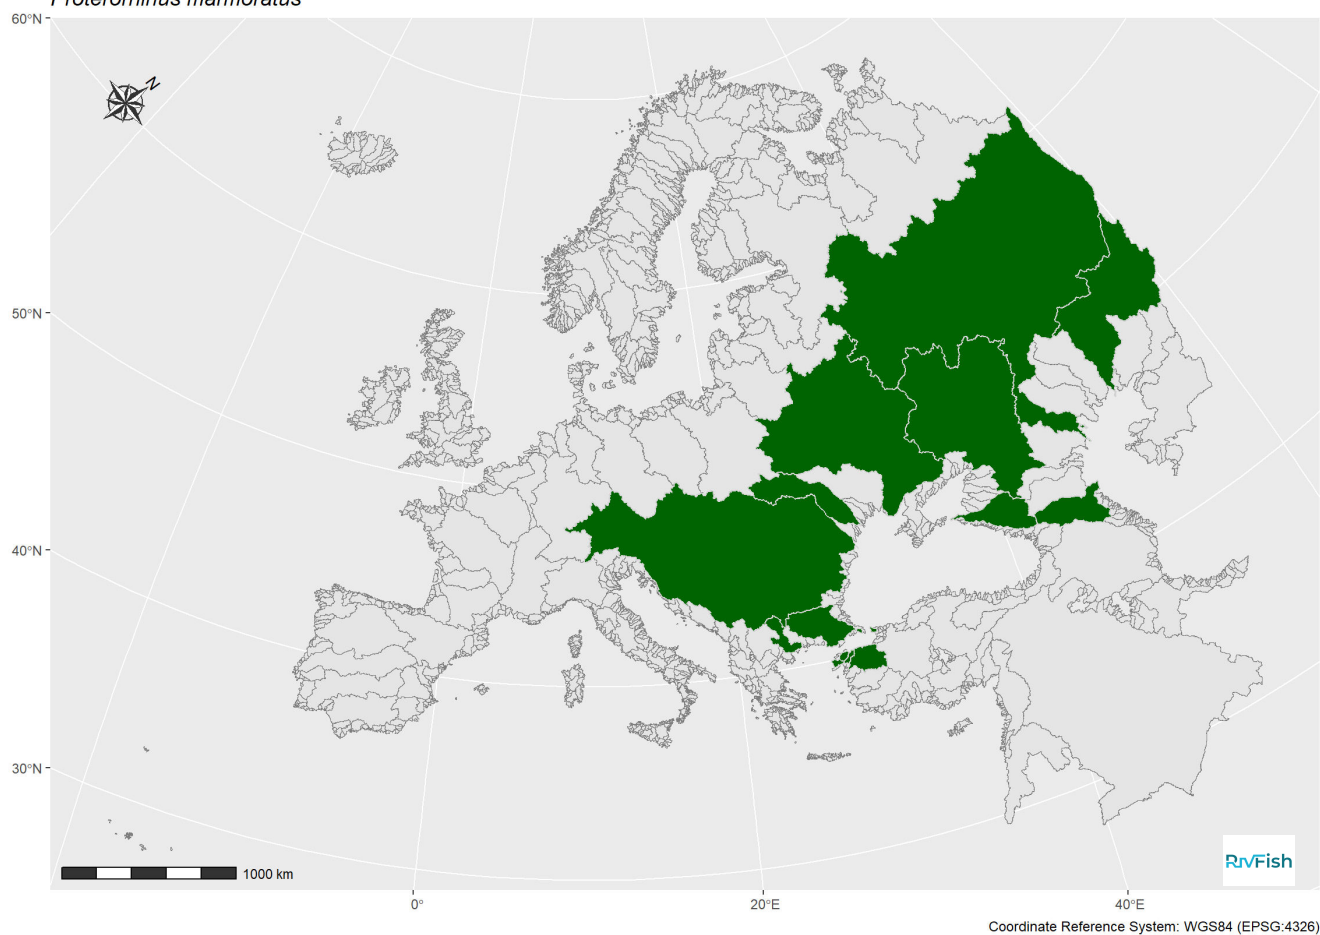 Proterorhinus marmoratus
60°N
N
50°N
40°N
30°N
1000 km
RivFish
0°
20°E
40°E
Coordinate Reference System: WGS84 (EPSG:4326)